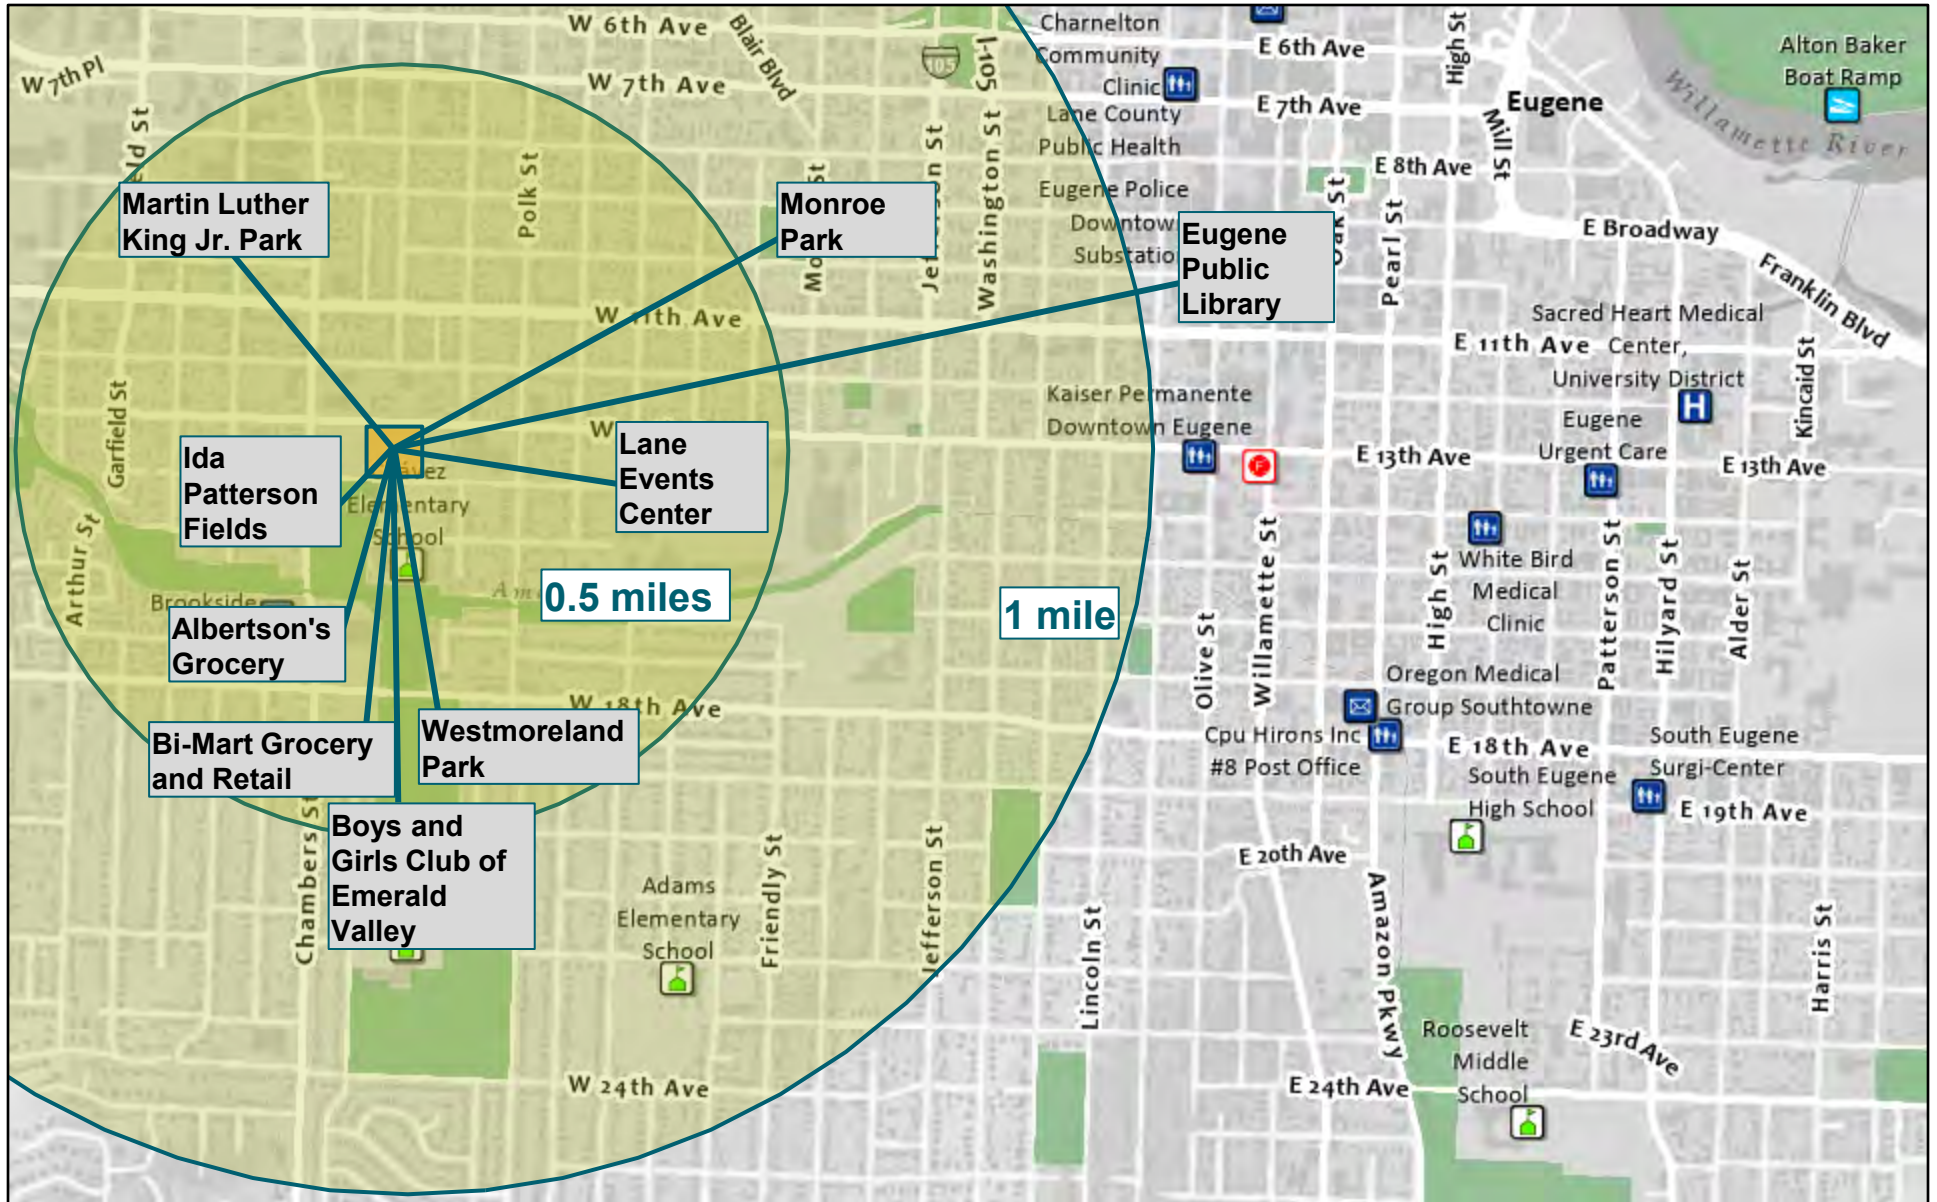 W 6th Ave
Blair Blvd
I-105
105
W 7th Pl
W 7th Ave
Charnelton
Community
Clinic
Lane County
Public Health
Eugene Police
E 6th Ave
High St
E 7th Ave
Eugene
Mill St
Alton Baker
Boat Ramp
Willamette River
E 8th Ave
Polk St
Washington St
Martin Luther
King Jr. Park
Monroe
Park
Eugene
Public
Library
Pearl St
E Broadway
Franklin Blvd
W 11th Ave
Sacred Heart Medical
Center,
University District
H
E 11th Ave
Kincaid St
Garfield St
Kaiser Permanente
Downtown Eugene
F
Eugene
Urgent Care
E 13th Ave
E 13th Ave
Ida
Patterson
Fields
Elementary
School
Lane
Events
Center
Arthur St
Brookside
0.5 miles
1 mile
White Bird
Medical
Clinic
Olive St
Willamette St
High St
Patterson St
Hilyard St
Alder St
Albertson's
Grocery
W 18th Ave
Oregon Medical
Group Southtowne
Cpu Hirons Inc
#8 Post Office
E 18th Ave
South Eugene
Surgi-Center
South Eugene
High School
E 19th Ave
Bi-Mart Grocery
and Retail
Westmoreland
Park
Boys and
Girls Club of
Emerald
Valley
Chambers St
Adams
Elementary
School
Friendly St
Jefferson St
Lincoln St
E 20th Ave
Amazon Pkwy
Harris St
Roosevelt
Middle
School
E 23rd Ave
W 24th Ave
E 24th Ave